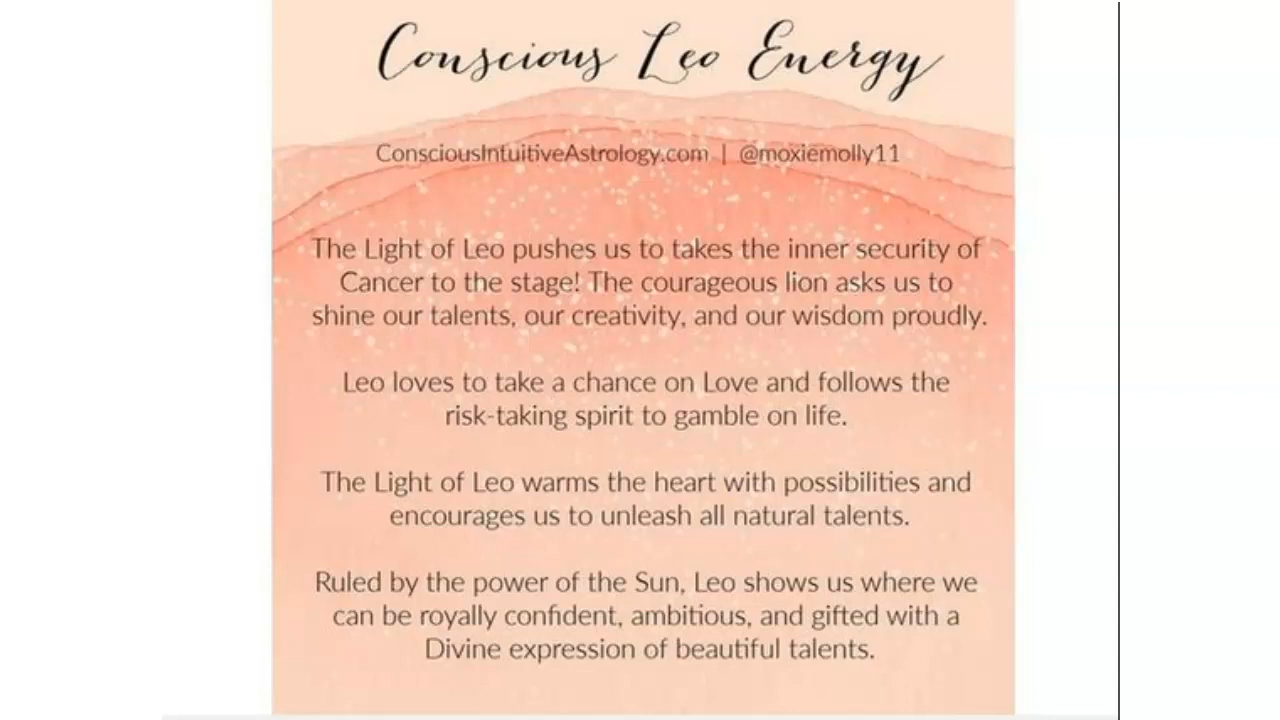 Conscious Leo Energy
ConsciousIntuitiveAstrology.com | @moxiemolly11
The Light of Leo pushes us to takes the inner security of
Cancer to the stage! The courageous lion asks us to
shine our talents, our creativity, and our wisdom proudly.
Leo loves to take a chance on Love and follows the
risk-taking spirit to gamble on life.
The Light of Leo warms the heart with possibilities and
encourages us to unleash all natural talents.
Ruled by the power of the Sun, Leo shows us where we
can be royally confident, ambitious, and gifted with a
Divine expression of beautiful talents.